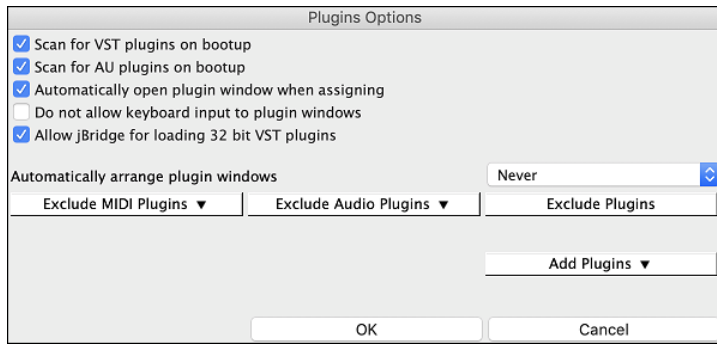 Plugins Options
Scan for VST plugins on bootup
Scan for AU plugins on bootup
Automatically open plugin window when assigning
Do not allow keyboard input to plugin windows
Allow jBridge for loading 32 bit VST plugins
Automatically arrange plugin windows Never
Exclude MIDI Plugins ▼ Exclude Audio Plugins ▼ Exclude Plugins
Add Plugins ▼
OK Cancel